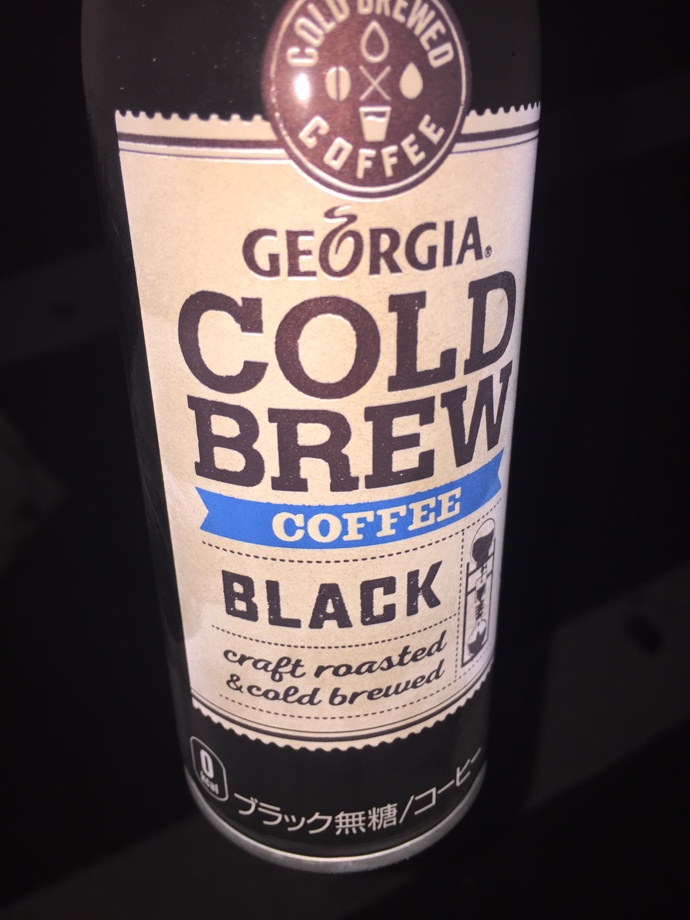 COLD BREWED
COFFEE
GEORGIA®
COLD
BREW
COFFEE
BLACK
craft roasted
& cold brewed
0
kcal
ブラック無糖/コーヒー